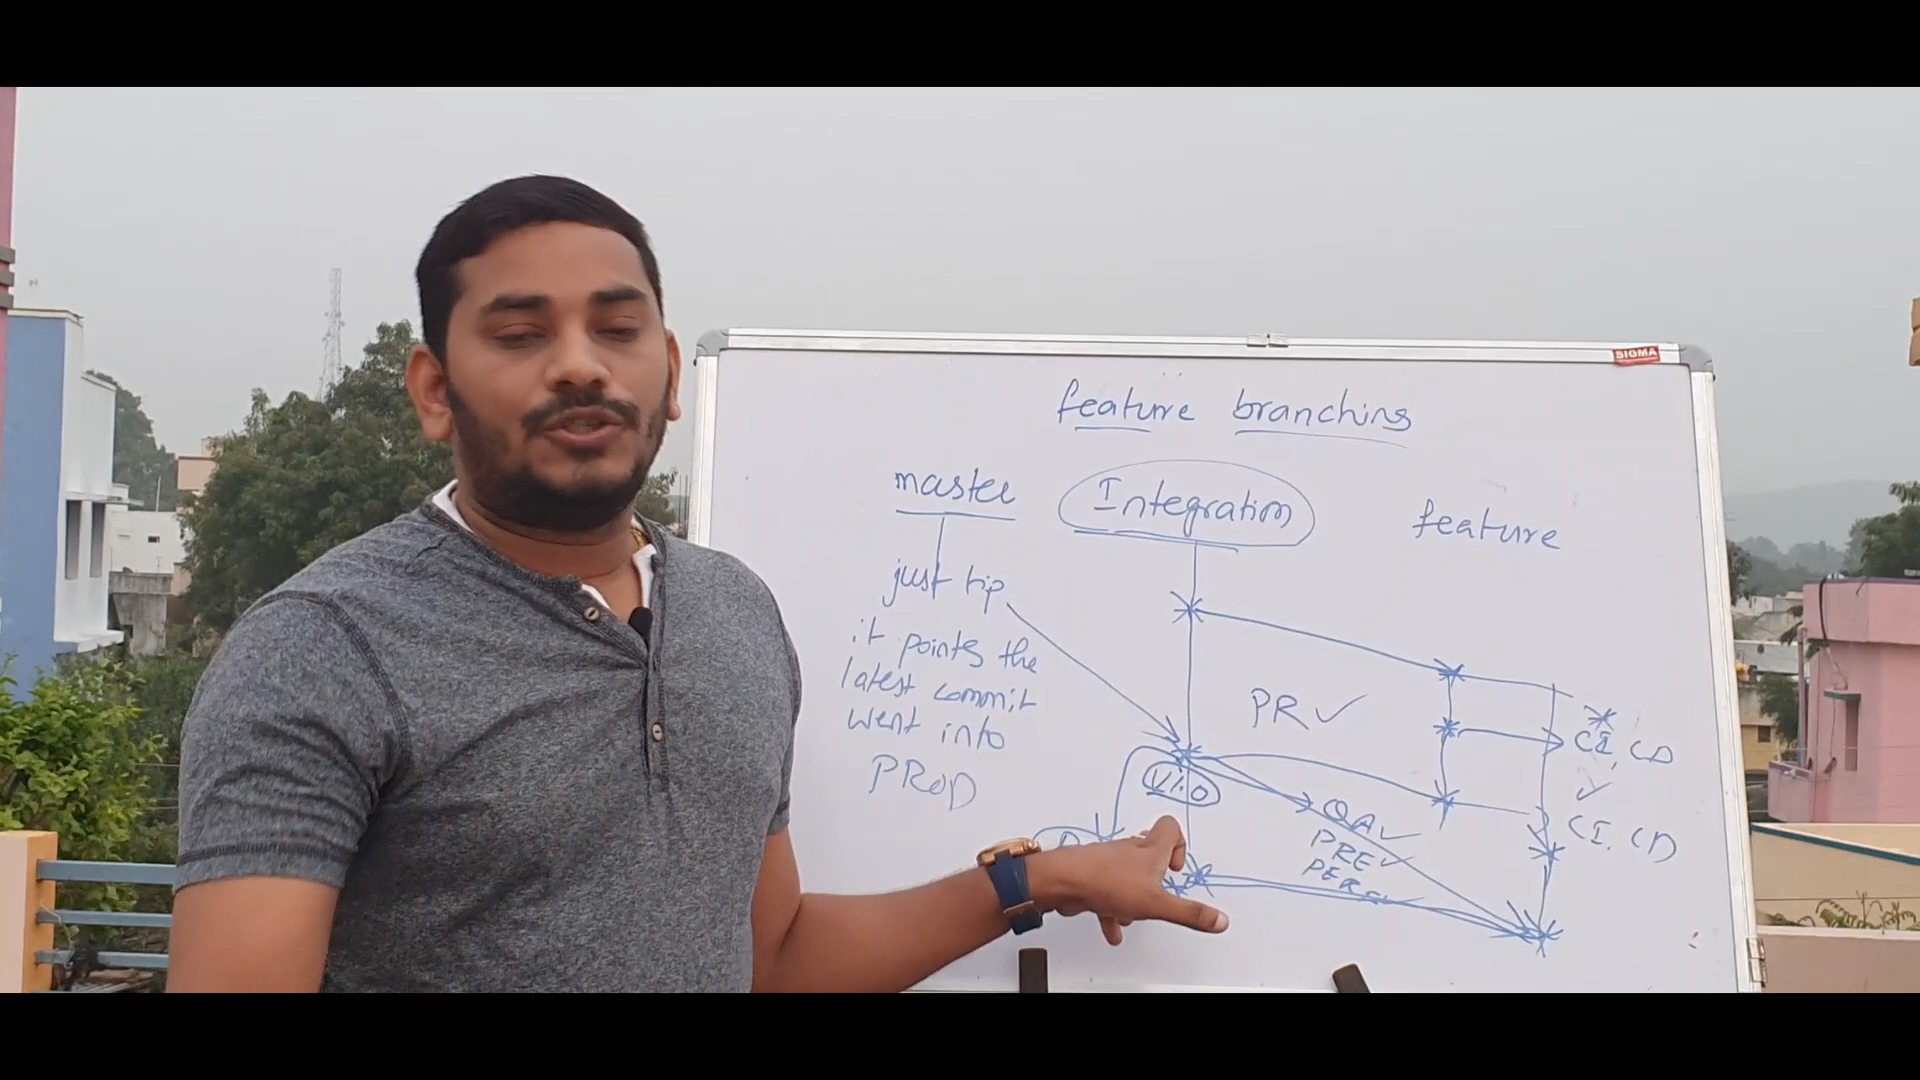 SIGMA
feature branching
master Integration feature
just tip
it points the
latest commit
went into
PROD
PR ✓
CI, CD
✓
CI, CD
V1.0
QA ✓
PRE ✓
PERF ✓